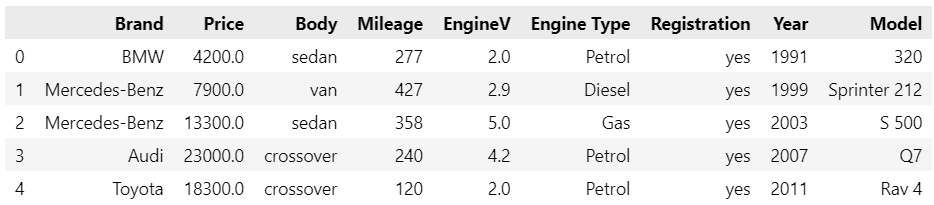 Brand Price Body Mileage EngineV Engine Type Registration Year Model
0 BMW 4200.0 sedan 277 2.0 Petrol yes 1991 320
1 Mercedes-Benz 7900.0 van 427 2.9 Diesel yes 1999 Sprinter 212
2 Mercedes-Benz 13300.0 sedan 358 5.0 Gas yes 2003 S 500
3 Audi 23000.0 crossover 240 4.2 Petrol yes 2007 Q7
4 Toyota 18300.0 crossover 120 2.0 Petrol yes 2011 Rav 4